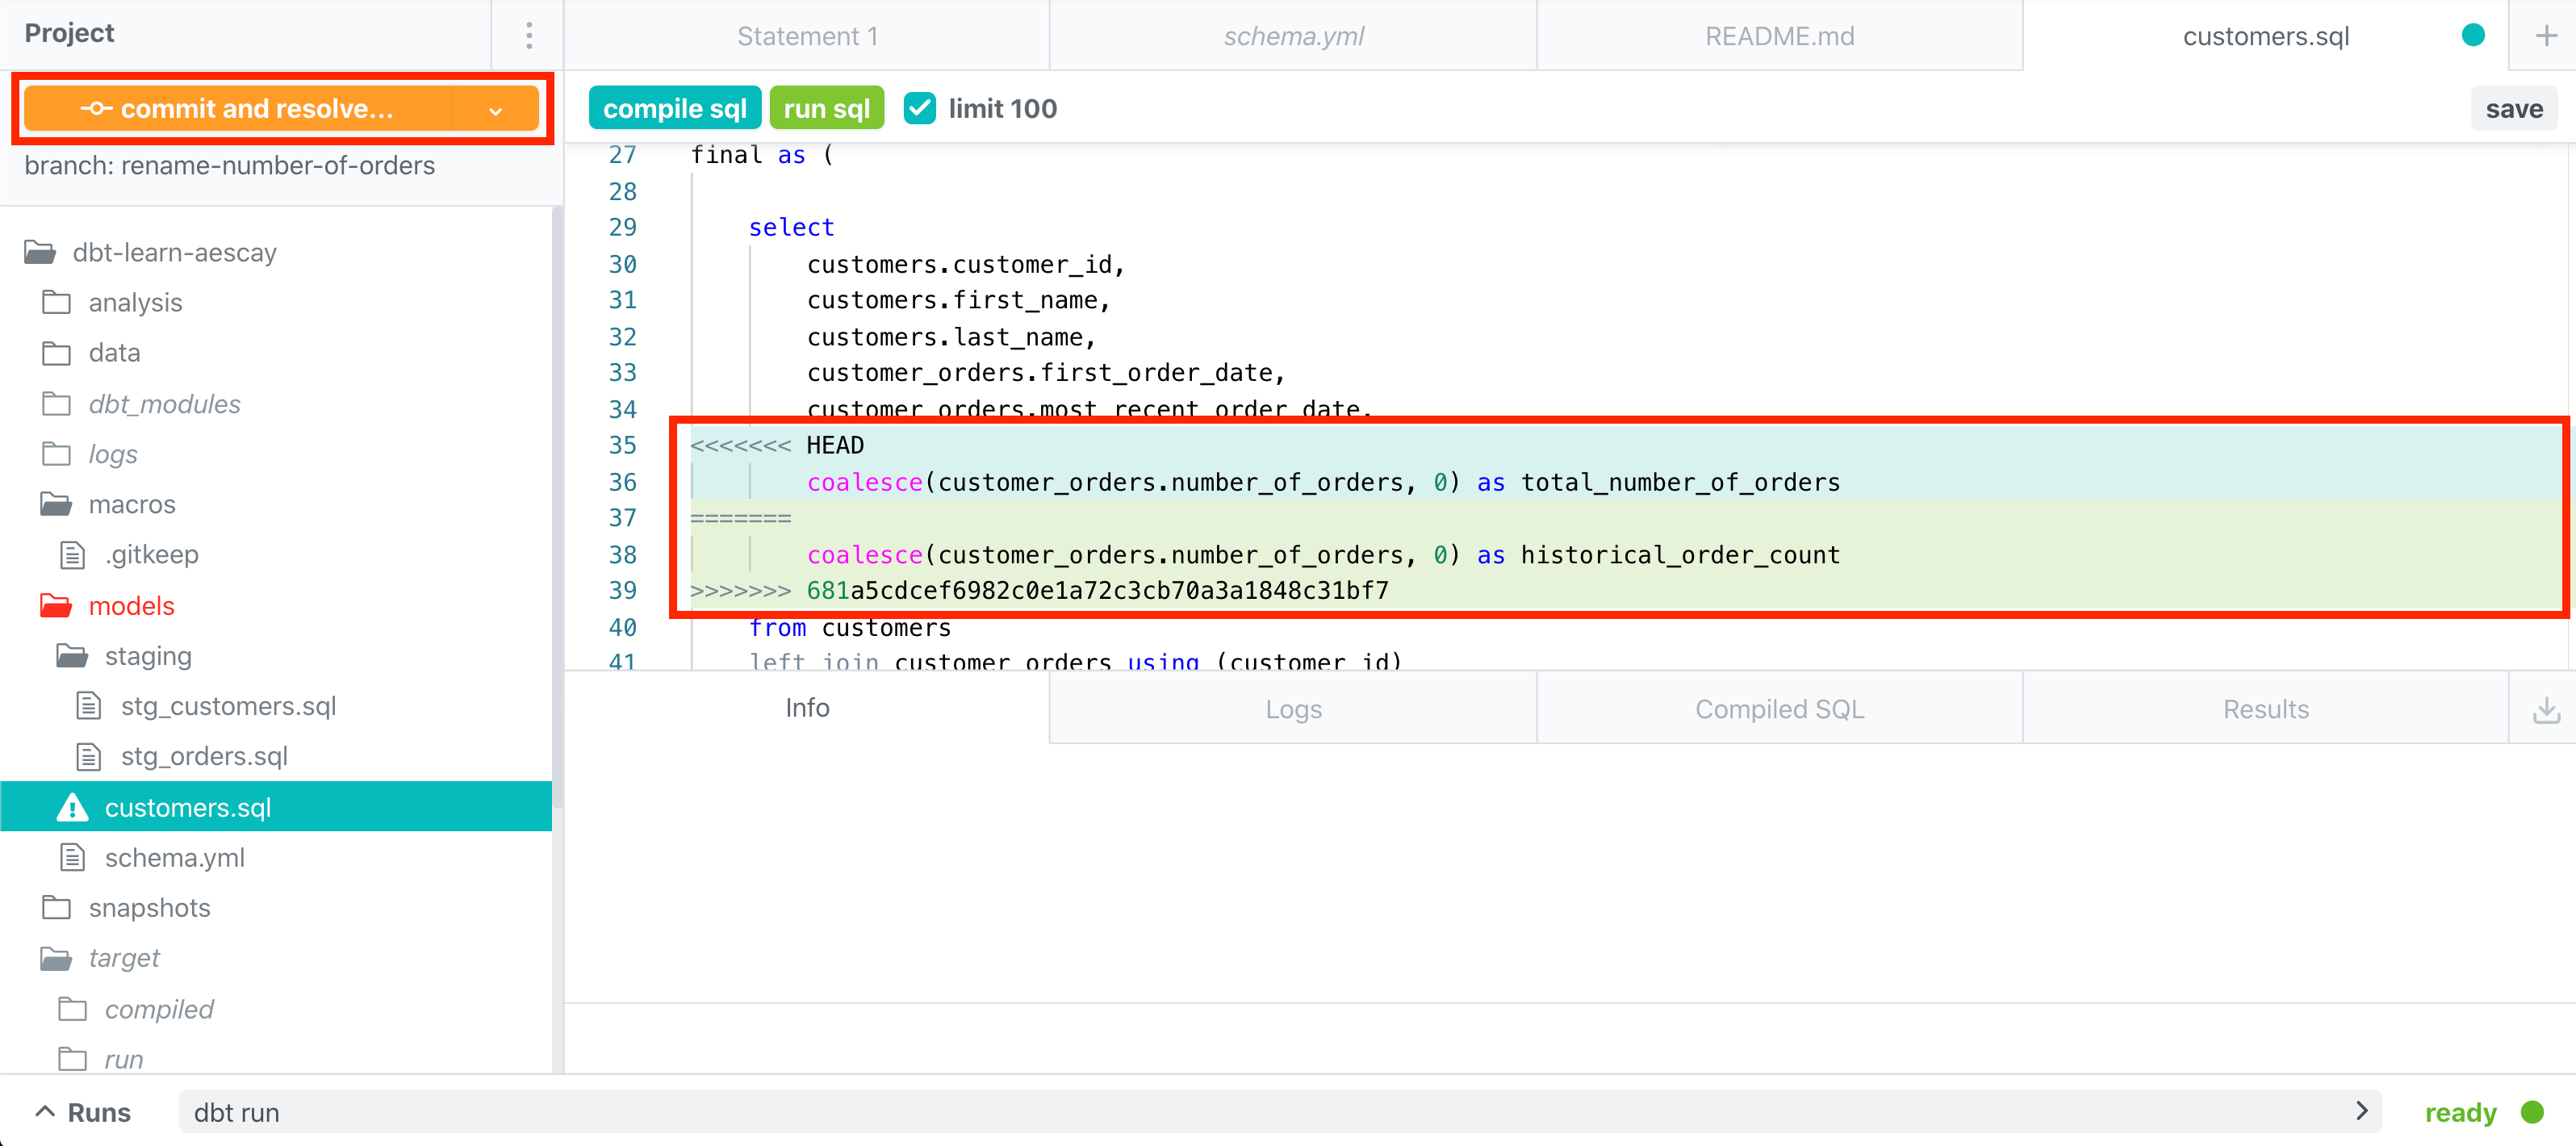 Project
Statement 1
schema.yml
README.md
customers.sql
commit and resolve...
compile sql
run sql
limit 100
save
branch: rename-number-of-orders
dbt-learn-aescay
analysis
data
dbt_modules
logs
macros
.gitkeep
models
staging
stg_customers.sql
stg_orders.sql
customers.sql
schema.yml
snapshots
target
compiled
run
27 final as (
28
29 select
30 customers.customer_id,
31 customers.first_name,
32 customers.last_name,
33 customer_orders.first_order_date,
34 customer_orders.most_recent_order_date,
35 <<<<<<< HEAD
36 coalesce(customer_orders.number_of_orders, 0) as total_number_of_orders
37 =======
38 coalesce(customer_orders.number_of_orders, 0) as historical_order_count
39 >>>>>>> 681a5cdcef6982c0e1a72c3cb70a3a1848c31bf7
40 from customers
41 left join customer_orders using (customer_id)
Info
Logs
Compiled SQL
Results
Runs
dbt run
ready